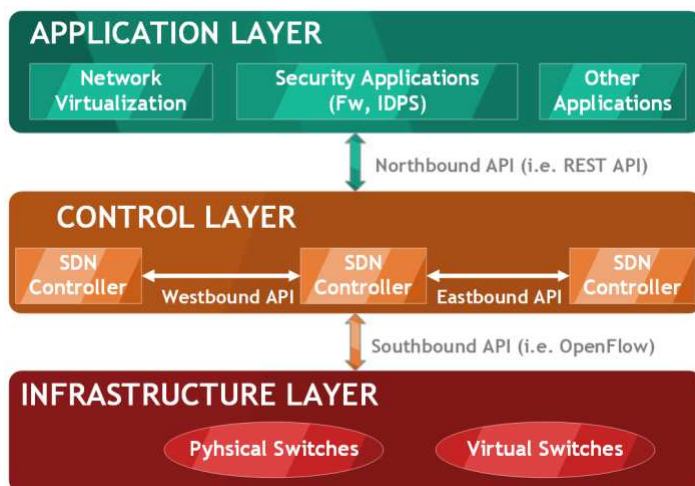 APPLICATION LAYER
Network
Virtualization
Security Applications
(Fw, IDPS)
Other
Applications
Northbound API (i.e. REST API)
CONTROL LAYER
SDN
Controller
Westbound API
SDN
Controller
Eastbound API
SDN
Controller
Southbound API (i.e. OpenFlow)
INFRASTRUCTURE LAYER
Pyhsical Switches
Virtual Switches